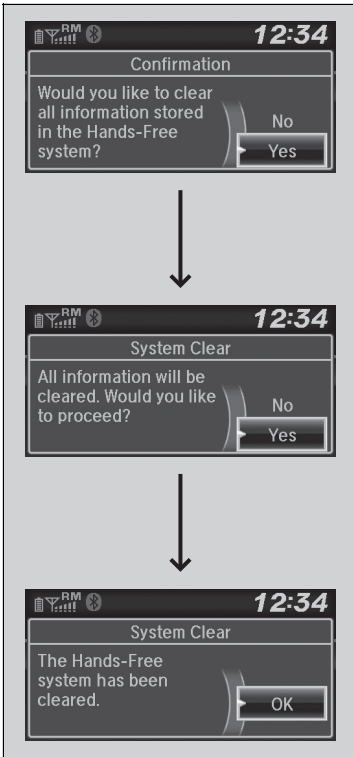 RM
12:34
Confirmation
Would you like to clear
all information stored
in the Hands-Free
system?
No
Yes
RM
12:34
System Clear
All information will be
cleared. Would you like
to proceed?
No
Yes
RM
12:34
System Clear
The Hands-Free
system has been
cleared.
OK